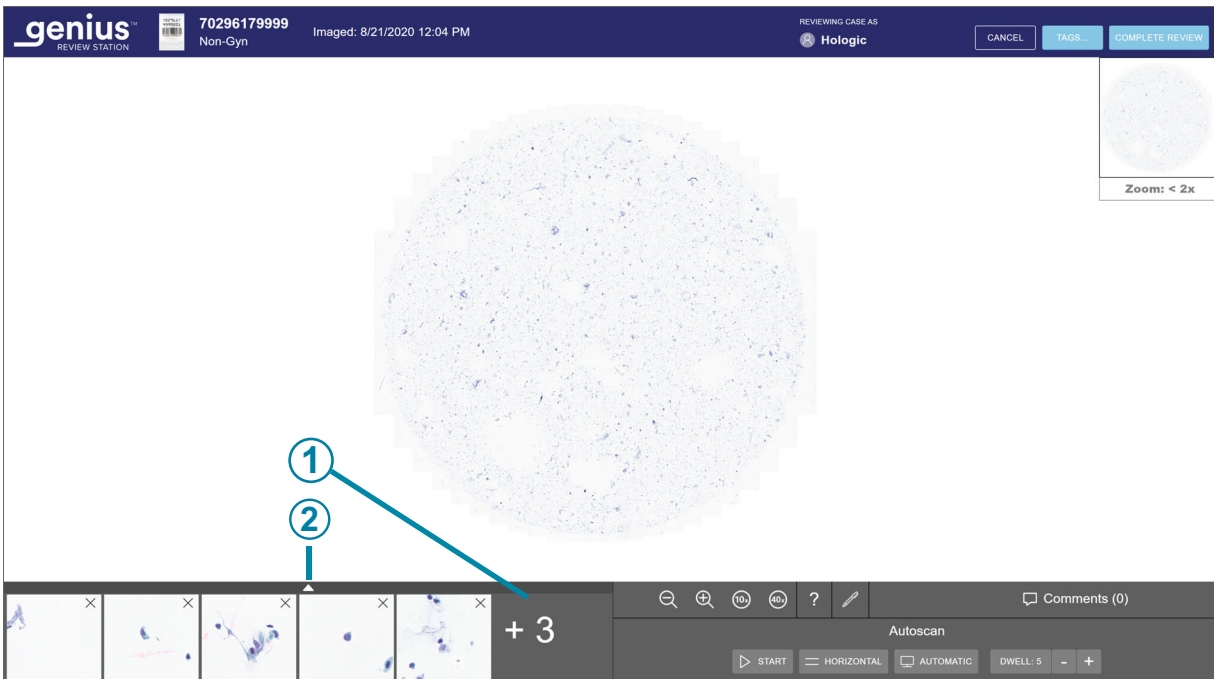 genius™
REVIEW STATION
70296179999
Non-Gyn
Imaged: 8/21/2020 12:04 PM
REVIEWING CASE AS
Hologic
CANCEL
TAGS...
COMPLETE REVIEW
Zoom: < 2x
1
2
+ 3
10x
40x
?
Comments (0)
Autoscan
START
HORIZONTAL
AUTOMATIC
DWELL: 5
-
+